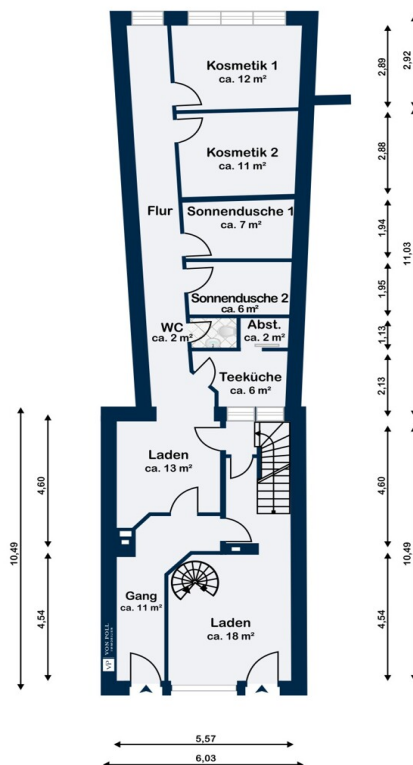 Kosmetik 1
ca. 12 m²
2,89
2,92
Kosmetik 2
ca. 11 m²
2,88
Flur
Sonnendusche 1
ca. 7 m²
1,94
11,03
Sonnendusche 2
ca. 6 m²
1,95
WC
ca. 2 m²
Abst.
ca. 2 m²
1,13
Teeküche
ca. 6 m²
2,13
Laden
ca. 13 m²
4,60
4,60
10,49
10,49
Gang
ca. 11 m²
4,54
Laden
ca. 18 m²
4,54
VP VON POLL
IMMOBILIEN
5,57
6,03